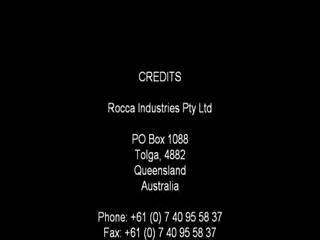 CREDITS
Rocca Industries Pty Ltd
PO Box 1088
Tolga, 4882
Queensland
Australia
Phone: +61 (0) 7 40 95 58 37
Fax: +61 (0) 7 40 95 58 37